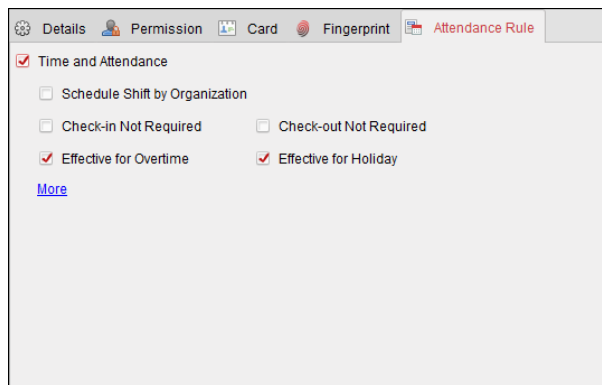 Details Permission Card Fingerprint Attendance Rule
Time and Attendance
Schedule Shift by Organization
Check-in Not Required Check-out Not Required
Effective for Overtime Effective for Holiday
More